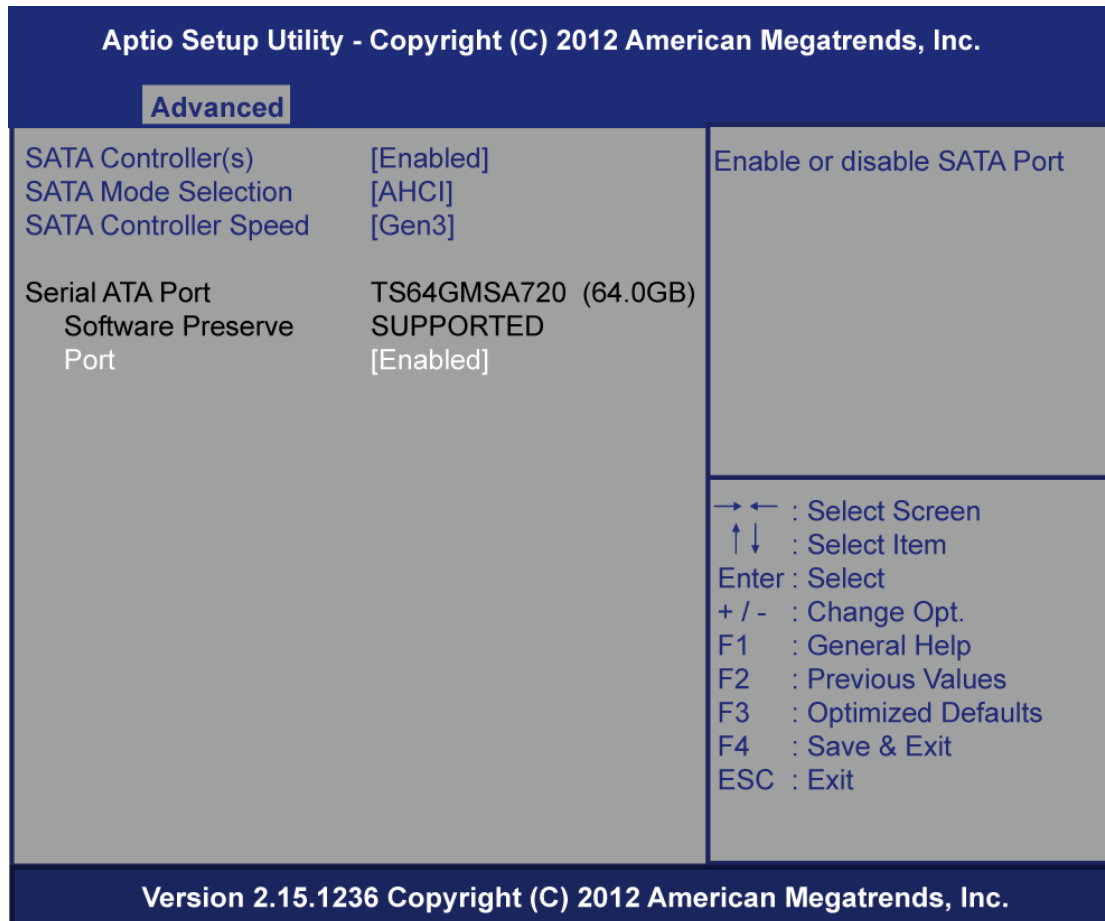 Aptio Setup Utility - Copyright (C) 2012 American Megatrends, Inc.
Advanced
SATA Controller(s) [Enabled]
SATA Mode Selection [AHCI]
SATA Controller Speed [Gen3]
Serial ATA Port TS64GMSA720 (64.0GB)
Software Preserve SUPPORTED
Port [Enabled]
Enable or disable SATA Port
→← : Select Screen
↑↓ : Select Item
Enter : Select
+ / - : Change Opt.
F1 : General Help
F2 : Previous Values
F3 : Optimized Defaults
F4 : Save & Exit
ESC : Exit
Version 2.15.1236 Copyright (C) 2012 American Megatrends, Inc.